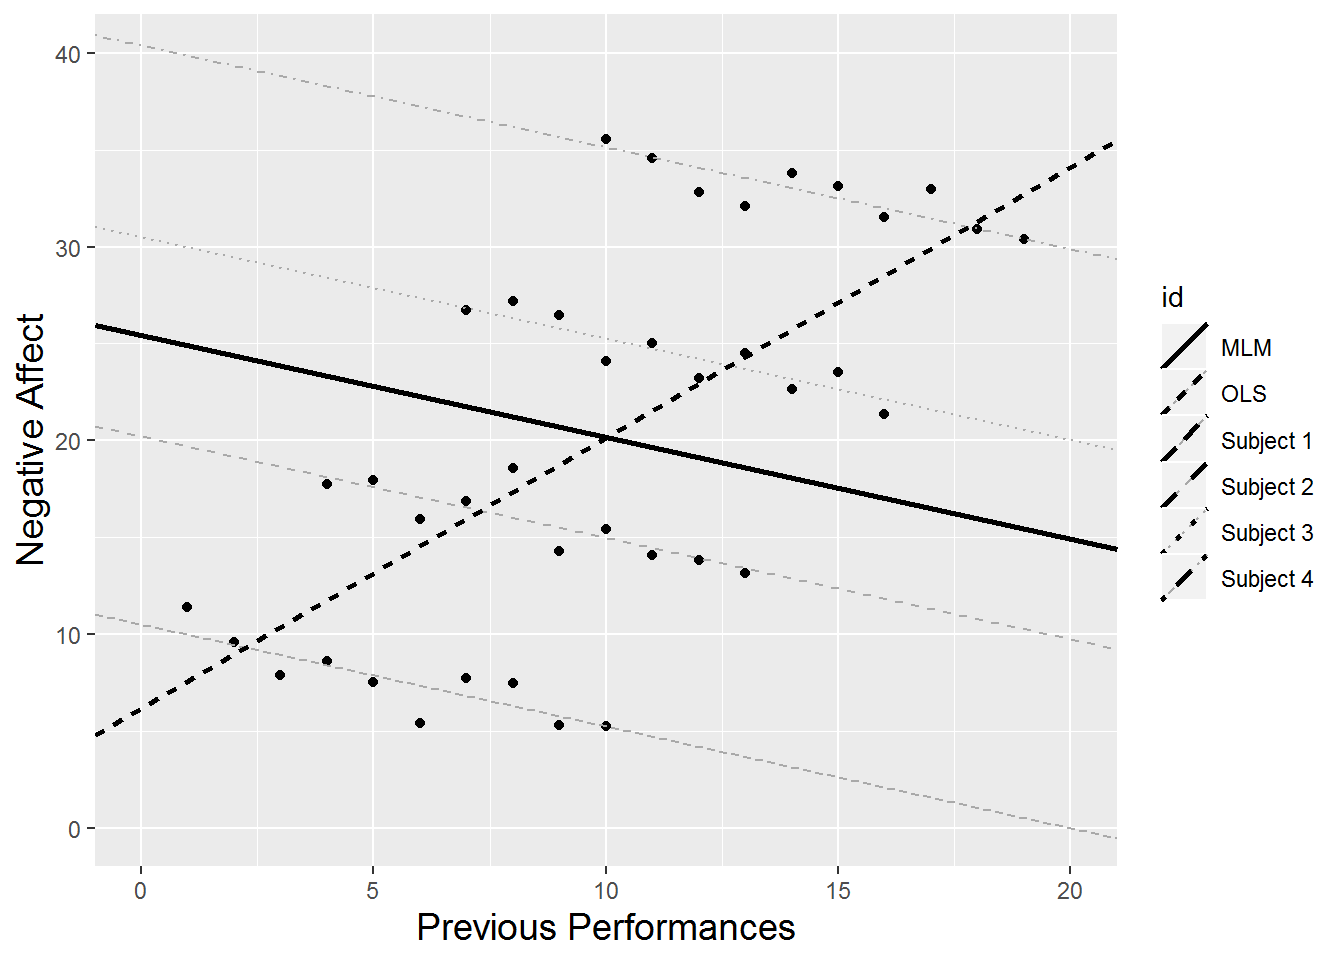 40
30
20
10
0
Negative Affect
0
5
10
15
20
Previous Performances
id
MLM
OLS
Subject 1
Subject 2
Subject 3
Subject 4